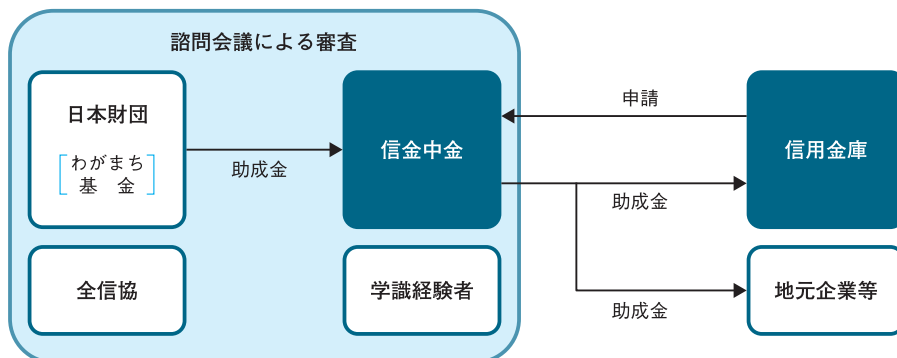 諮問会議による審査
日本財団
わがまち
基　金
助成金
信金中金
申請
信用金庫
助成金
全信協
学識経験者
助成金
地元企業等